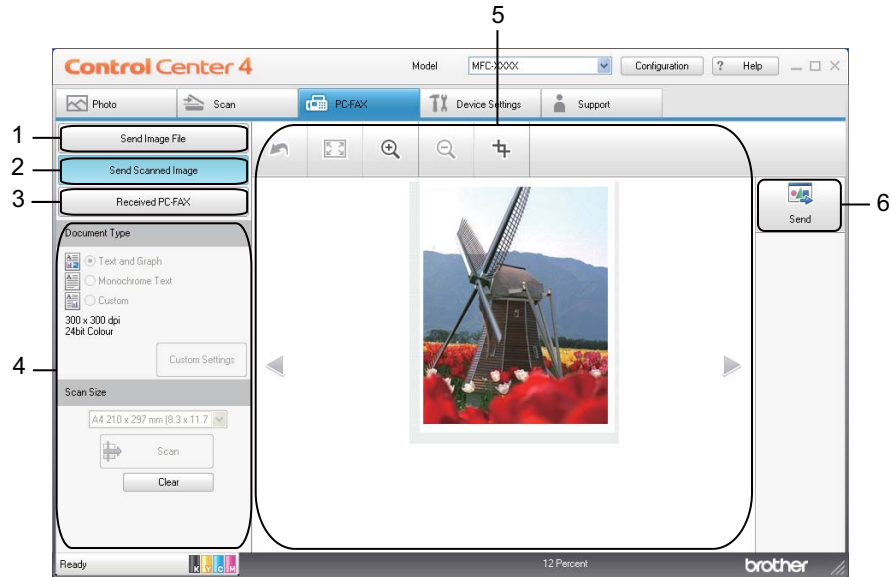 5
Control Center 4
Model MFC-XXXX Configuration ? Help
Photo Scan PC-FAX Device Settings Support
1 Send Image File
2 Send Scanned Image
3 Received PC-FAX
6 Send
4
Document Type
Text and Graph
Monochrome Text
Custom
300 x 300 dpi
24bit Colour
Custom Settings
Scan Size
A4 210 x 297 mm (8.3 x 11.7
Scan
Clear
Ready K Y C M 12 Percent brother